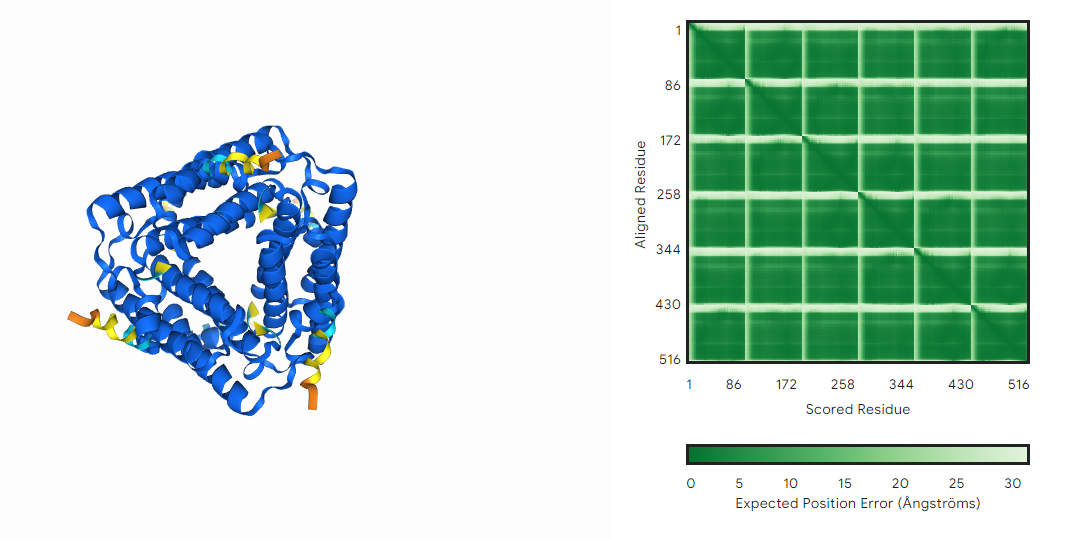 1
86
172
258
344
430
516
Aligned Residue
1 86 172 258 344 430 516
Scored Residue
0 5 10 15 20 25 30
Expected Position Error (Ångströms)